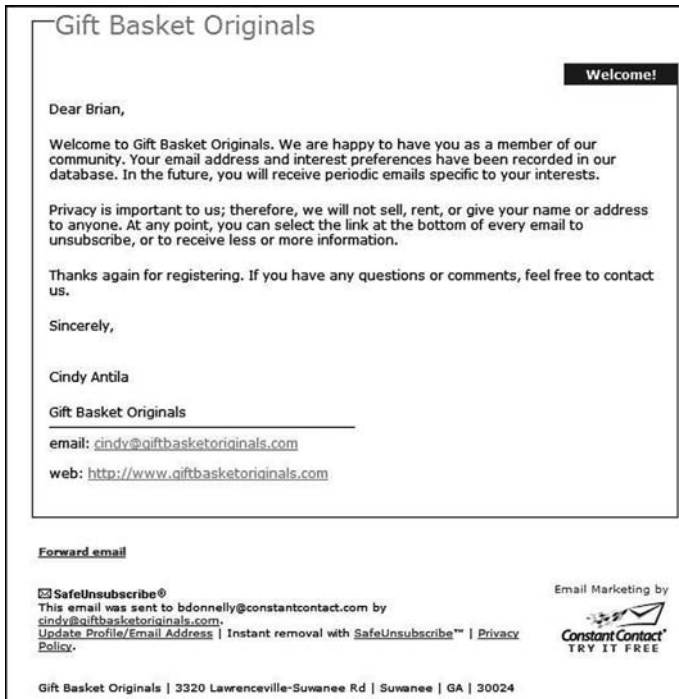 Gift Basket Originals
Welcome!
Dear Brian,
Welcome to Gift Basket Originals. We are happy to have you as a member of our
community. Your email address and interest preferences have been recorded in our
database. In the future, you will receive periodic emails specific to your interests.
Privacy is important to us; therefore, we will not sell, rent, or give your name or address
to anyone. At any point, you can select the link at the bottom of every email to
unsubscribe, or to receive less or more information.
Thanks again for registering. If you have any questions or comments, feel free to contact
us.
Sincerely,
Cindy Antila
Gift Basket Originals
email: cindy@giftbasketoriginals.com
web: http://www.giftbasketoriginals.com
Forward email
SafeUnsubscribe®
This email was sent to bdonnelly@constantcontact.com by
cindy@giftbasketoriginals.com.
Update Profile/Email Address | Instant removal with SafeUnsubscribe™ | Privacy
Policy.
Email Marketing by
Constant Contact®
TRY IT FREE
Gift Basket Originals | 3320 Lawrenceville-Suwanee Rd | Suwanee | GA | 30024